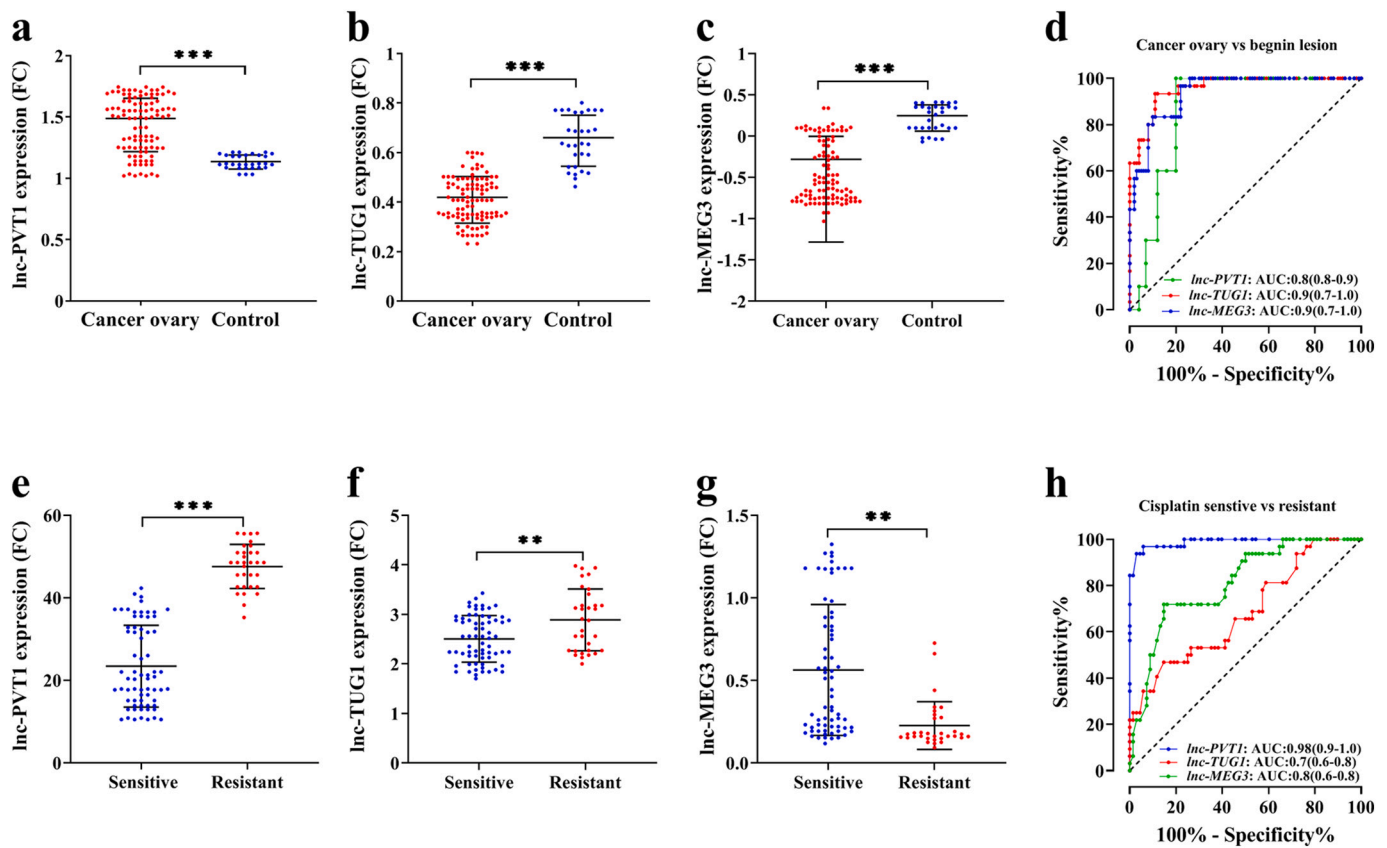 a
lnc-PVT1 expression (FC)
2
1.5
1
0.5
0
***
Cancer ovary Control
b
lnc-TUG1 expression (FC)
1
0.8
0.6
0.4
0.2
0
***
Cancer ovary Control
c
lnc-MEG3 expression (FC)
1
0.5
0
-0.5
-1
-1.5
-2
***
Cancer ovary Control
d
Cancer ovary vs begnin lesion
Sensitivity%
100
80
60
40
20
0
lnc-PVT1: AUC:0.8(0.8-0.9)
lnc-TUG1: AUC:0.9(0.7-1.0)
lnc-MEG3: AUC:0.9(0.7-1.0)
0 20 40 60 80 100
100% - Specificity%
e
lnc-PVT1 expression (FC)
60
40
20
0
***
Sensitive Resistant
f
lnc-TUG1 expression (FC)
5
4
3
2
1
0
**
Sensitive Resistant
g
lnc-MEG3 expression (FC)
1.5
1.0
0.5
0.0
**
Sensitive Resistant
h
Cisplatin senstive vs resistant
Sensitivity%
100
80
60
40
20
0
lnc-PVT1: AUC:0.98(0.9-1.0)
lnc-TUG1: AUC:0.7(0.6-0.8)
lnc-MEG3: AUC:0.8(0.6-0.8)
0 20 40 60 80 100
100% - Specificity%